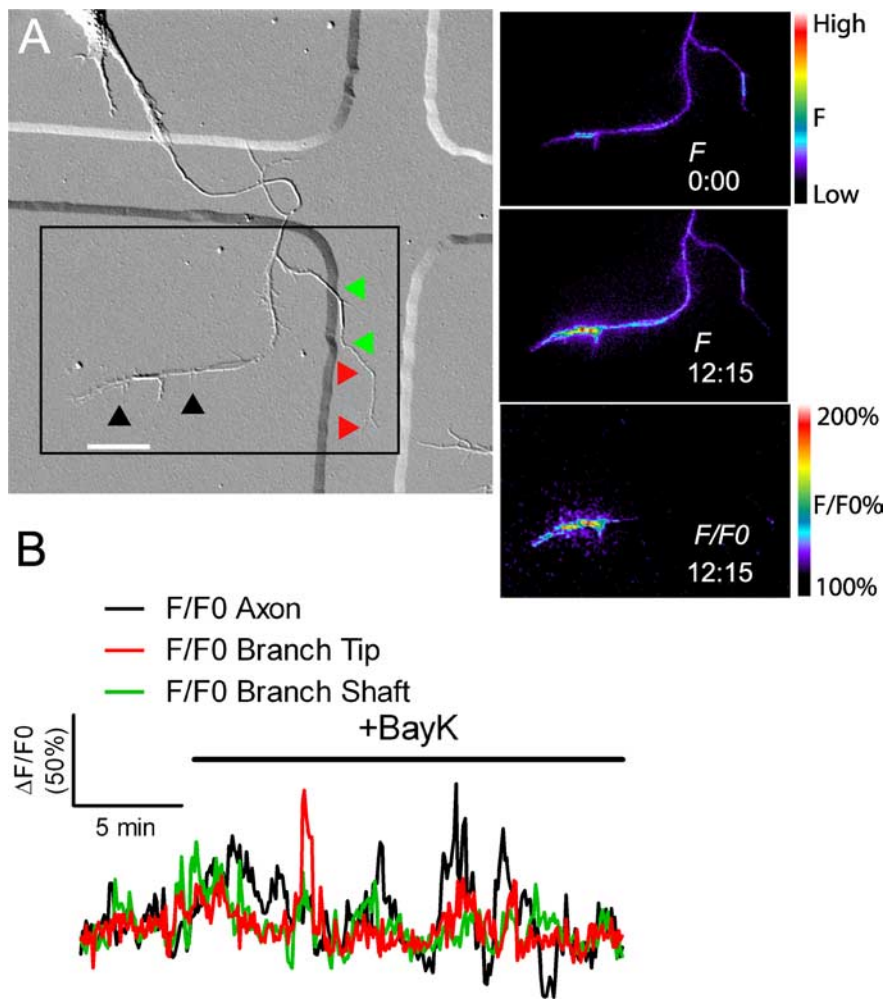 A
F
0:00
High
F
Low
F
12:15
F/F0
12:15
200%
F/F0%
100%
B
F/F0 Axon
F/F0 Branch Tip
F/F0 Branch Shaft
+BayK
ΔF/F0
(50%)
5 min